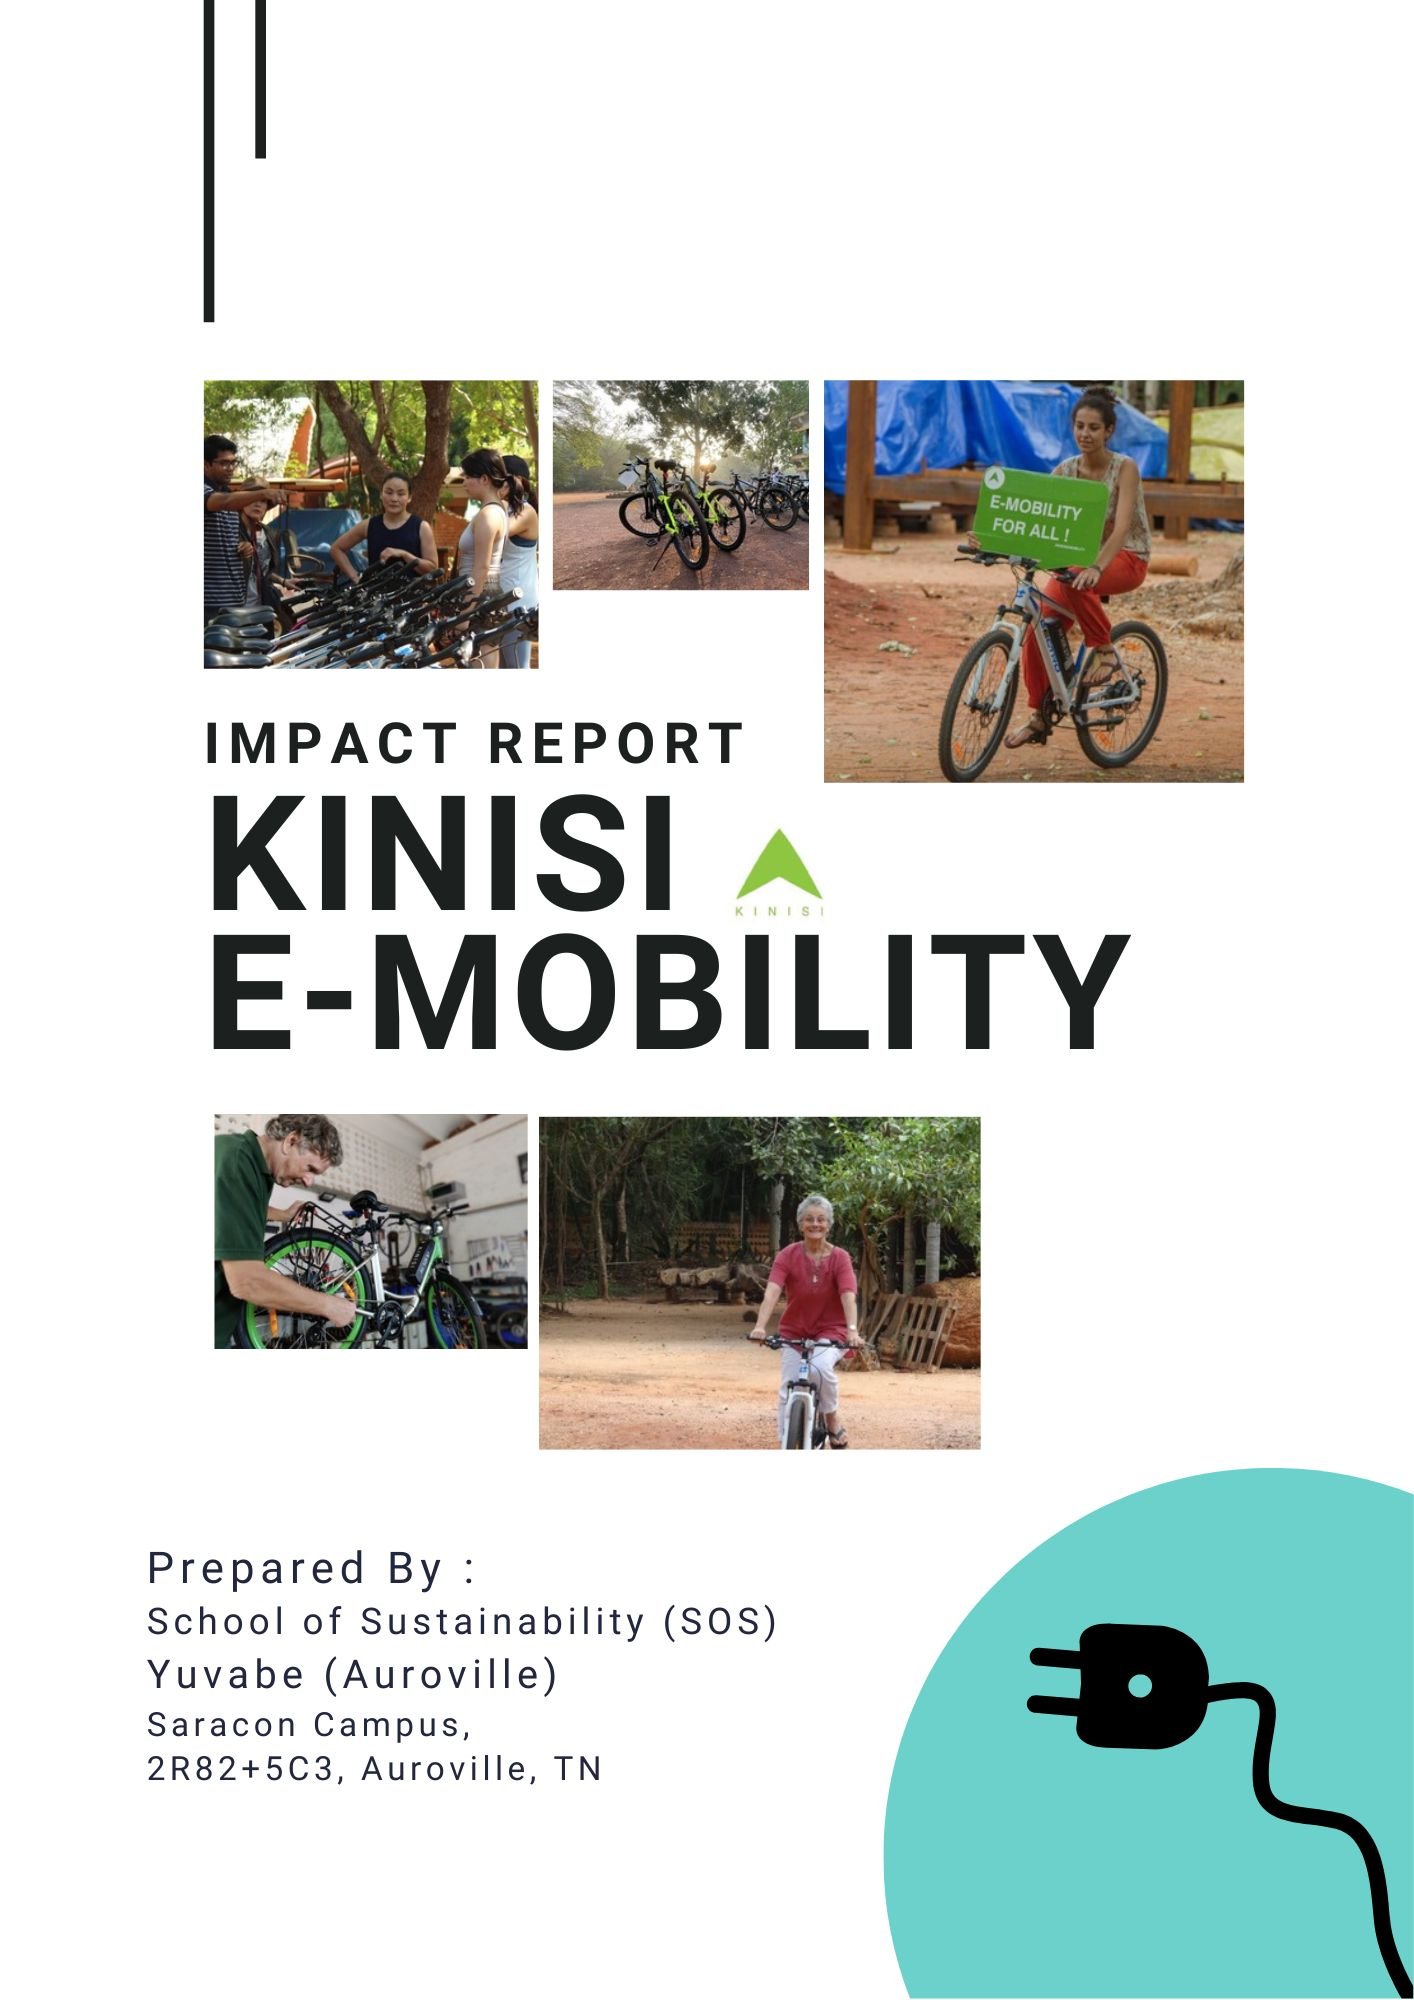 E-MOBILITY
FOR ALL !
IMPACT REPORT
KINISI
KINISI
E-MOBILITY
Prepared By :
School of Sustainability (SOS)
Yuvabe (Auroville)
Saracon Campus,
2R82+5C3, Auroville, TN